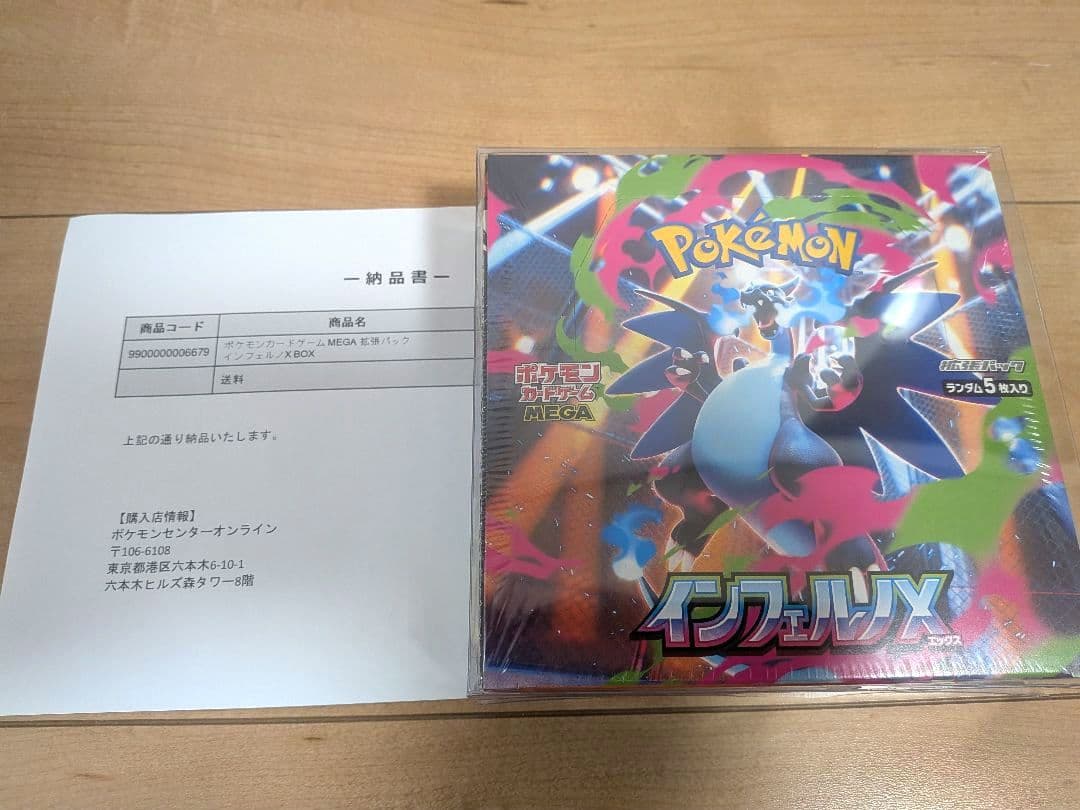 ー納品書ー
商品コード 商品名
9900000006679 ポケモンカードゲーム MEGA 拡張パック
インフェルノX BOX
送料
上記の通り納品いたします。
【購入店情報】
ポケモンセンターオンライン
〒106-6108
東京都港区六本木6-10-1
六本木ヒルズ森タワー8階
POKéMON
ポケモン
カードゲーム
MEGA
拡張パック
ランダム5枚入り
インフェルノX
エックス